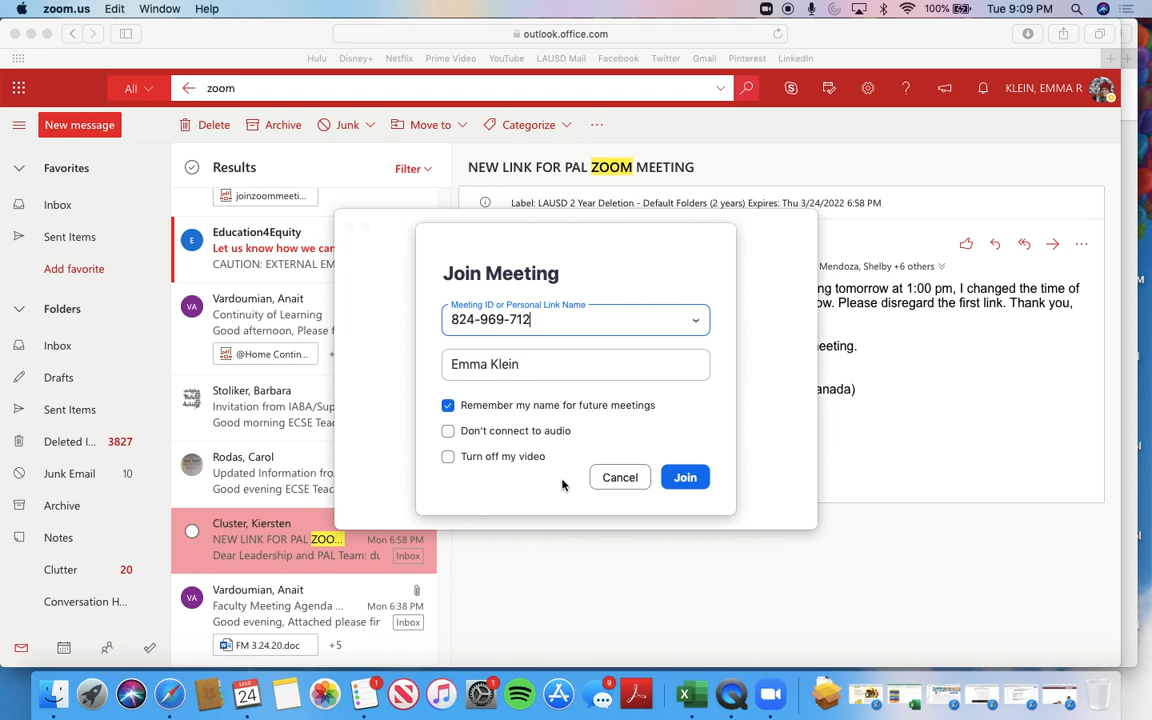 zoom.us Edit Window Help 100% Tue 9:09 PM
outlook.office.com
Hulu Disney+ Netflix Prime Video YouTube LAUSD Mail Facebook Twitter Gmail Pinterest LinkedIn
All zoom KLEIN, EMMA R
New message Delete Archive Junk Move to Categorize
Favorites
Inbox
Sent Items
Add favorite
Folders
Inbox
Drafts
Sent Items
Deleted I... 3827
Junk Email 10
Archive
Notes
Clutter 20
Conversation H...
Results Filter
joinzoommeeti...
E
Education4Equity
Let us know how we can
CAUTION: EXTERNAL EM
VA
Vardoumian, Anait
Continuity of Learning
Good afternoon, Please f
@Home Contin...
Stoliker, Barbara
Invitation from IABA/Sup
Good morning ECSE Teac
Rodas, Carol
Updated Information fro
Good evening ECSE Teac
Cluster, Kiersten
NEW LINK FOR PAL ZOO... Mon 6:58 PM
Dear Leadership and PAL Team: du Inbox
VA
Vardoumian, Anait
Faculty Meeting Agenda ... Mon 6:38 PM
Good evening, Attached please fir Inbox
FM 3.24.20.doc +5
NEW LINK FOR PAL ZOOM MEETING
Label: LAUSD 2 Year Deletion - Default Folders (2 years) Expires: Thu 3/24/2022 6:58 PM
Mendoza, Shelby +6 others
ng tomorrow at 1:00 pm, I changed the time of
ow. Please disregard the first link. Thank you,
eeting.
anada)
Join Meeting
Meeting ID or Personal Link Name
824-969-712
Emma Klein
Remember my name for future meetings
Don't connect to audio
Turn off my video
Cancel Join
MAR
24
1
1
9